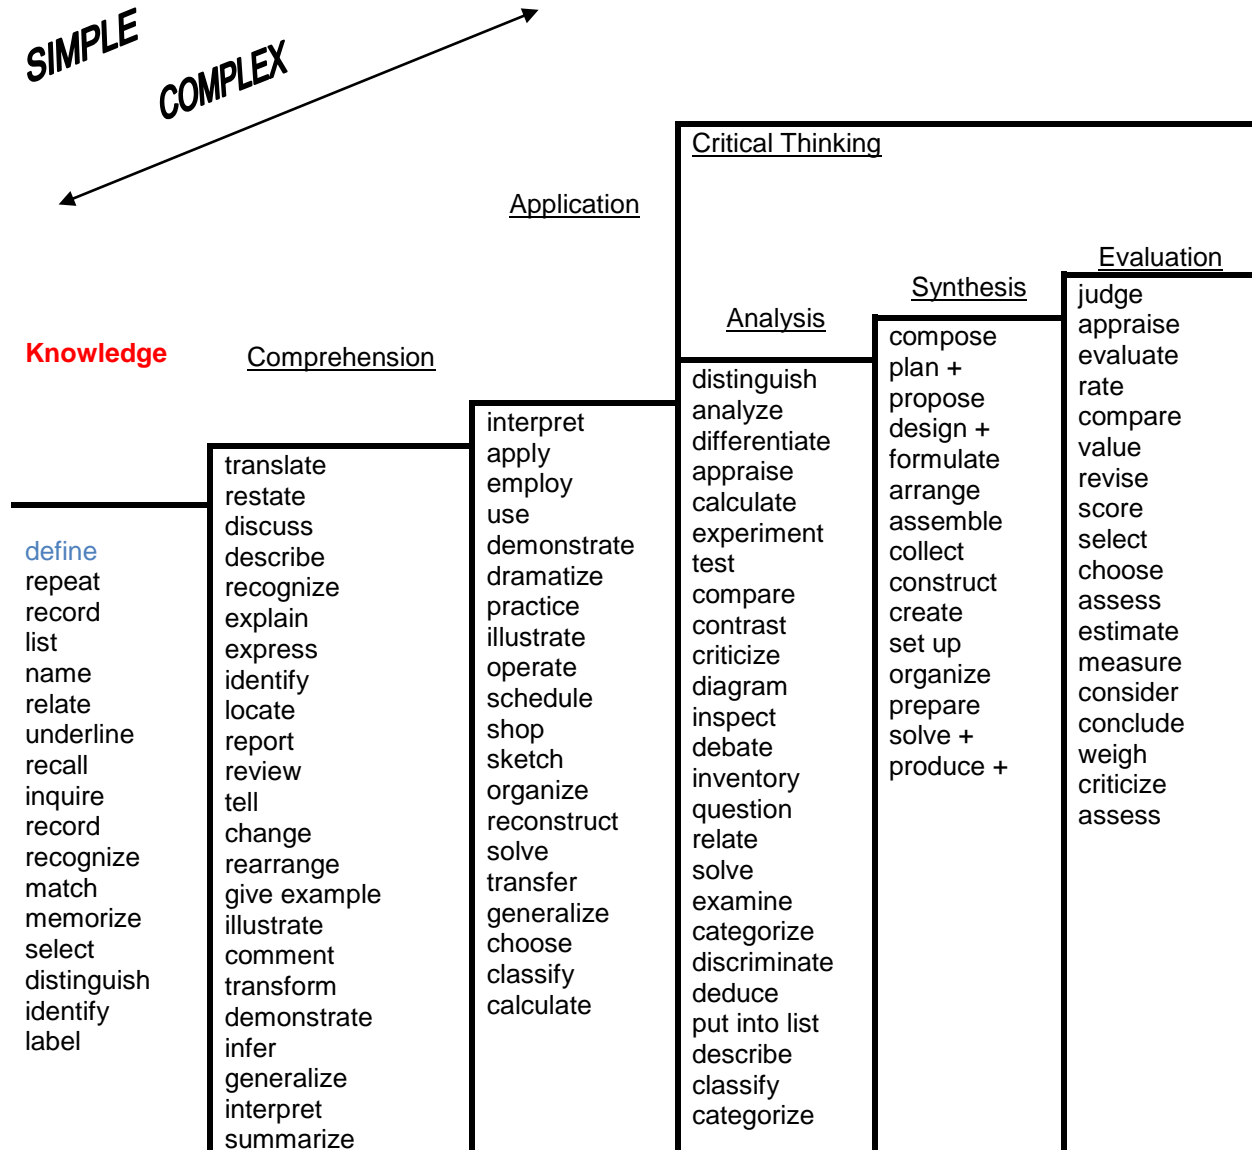 SIMPLE
COMPLEX
Knowledge
define
repeat
record
list
name
relate
underline
recall
inquire
record
recognize
match
memorize
select
distinguish
identify
label
Comprehension
translate
restate
discuss
describe
recognize
explain
express
identify
locate
report
review
tell
change
rearrange
give example
illustrate
comment
transform
demonstrate
infer
generalize
interpret
summarize
Application
interpret
apply
employ
use
demonstrate
dramatize
practice
illustrate
operate
schedule
shop
sketch
organize
reconstruct
solve
transfer
generalize
choose
classify
calculate
Critical Thinking
Analysis
distinguish
analyze
differentiate
appraise
calculate
experiment
test
compare
contrast
criticize
diagram
inspect
debate
inventory
question
relate
solve
examine
categorize
discriminate
deduce
put into list
describe
classify
categorize
Synthesis
compose
plan +
propose
design +
formulate
arrange
assemble
collect
construct
create
set up
organize
prepare
solve +
produce +
Evaluation
judge
appraise
evaluate
rate
compare
value
revise
score
select
choose
assess
estimate
measure
consider
conclude
weigh
criticize
assess